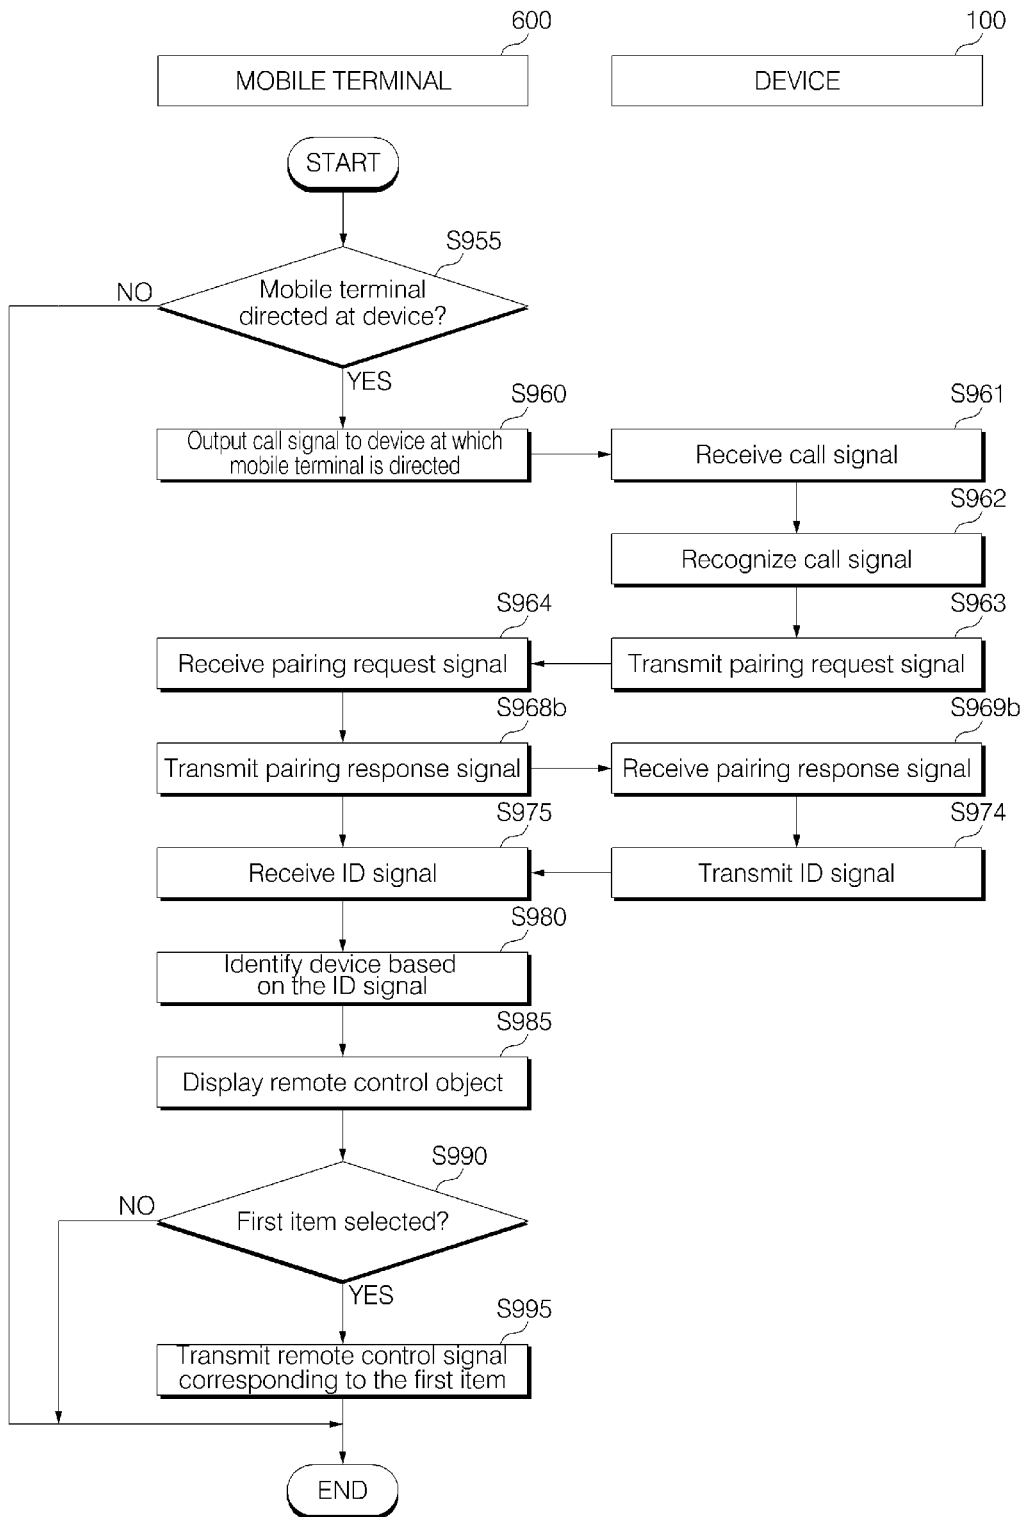 600
100
MOBILE TERMINAL
DEVICE
START
S955
NO
Mobile terminal
directed at device?
YES
S960
S961
Output call signal to device at which
mobile terminal is directed
Receive call signal
S962
Recognize call signal
S964
S963
Receive pairing request signal
Transmit pairing request signal
S968b
S969b
Transmit pairing response signal
Receive pairing response signal
S975
S974
Receive ID signal
Transmit ID signal
S980
Identify device based
on the ID signal
S985
Display remote control object
S990
NO
First item selected?
YES
S995
Transmit remote control signal
corresponding to the first item
END